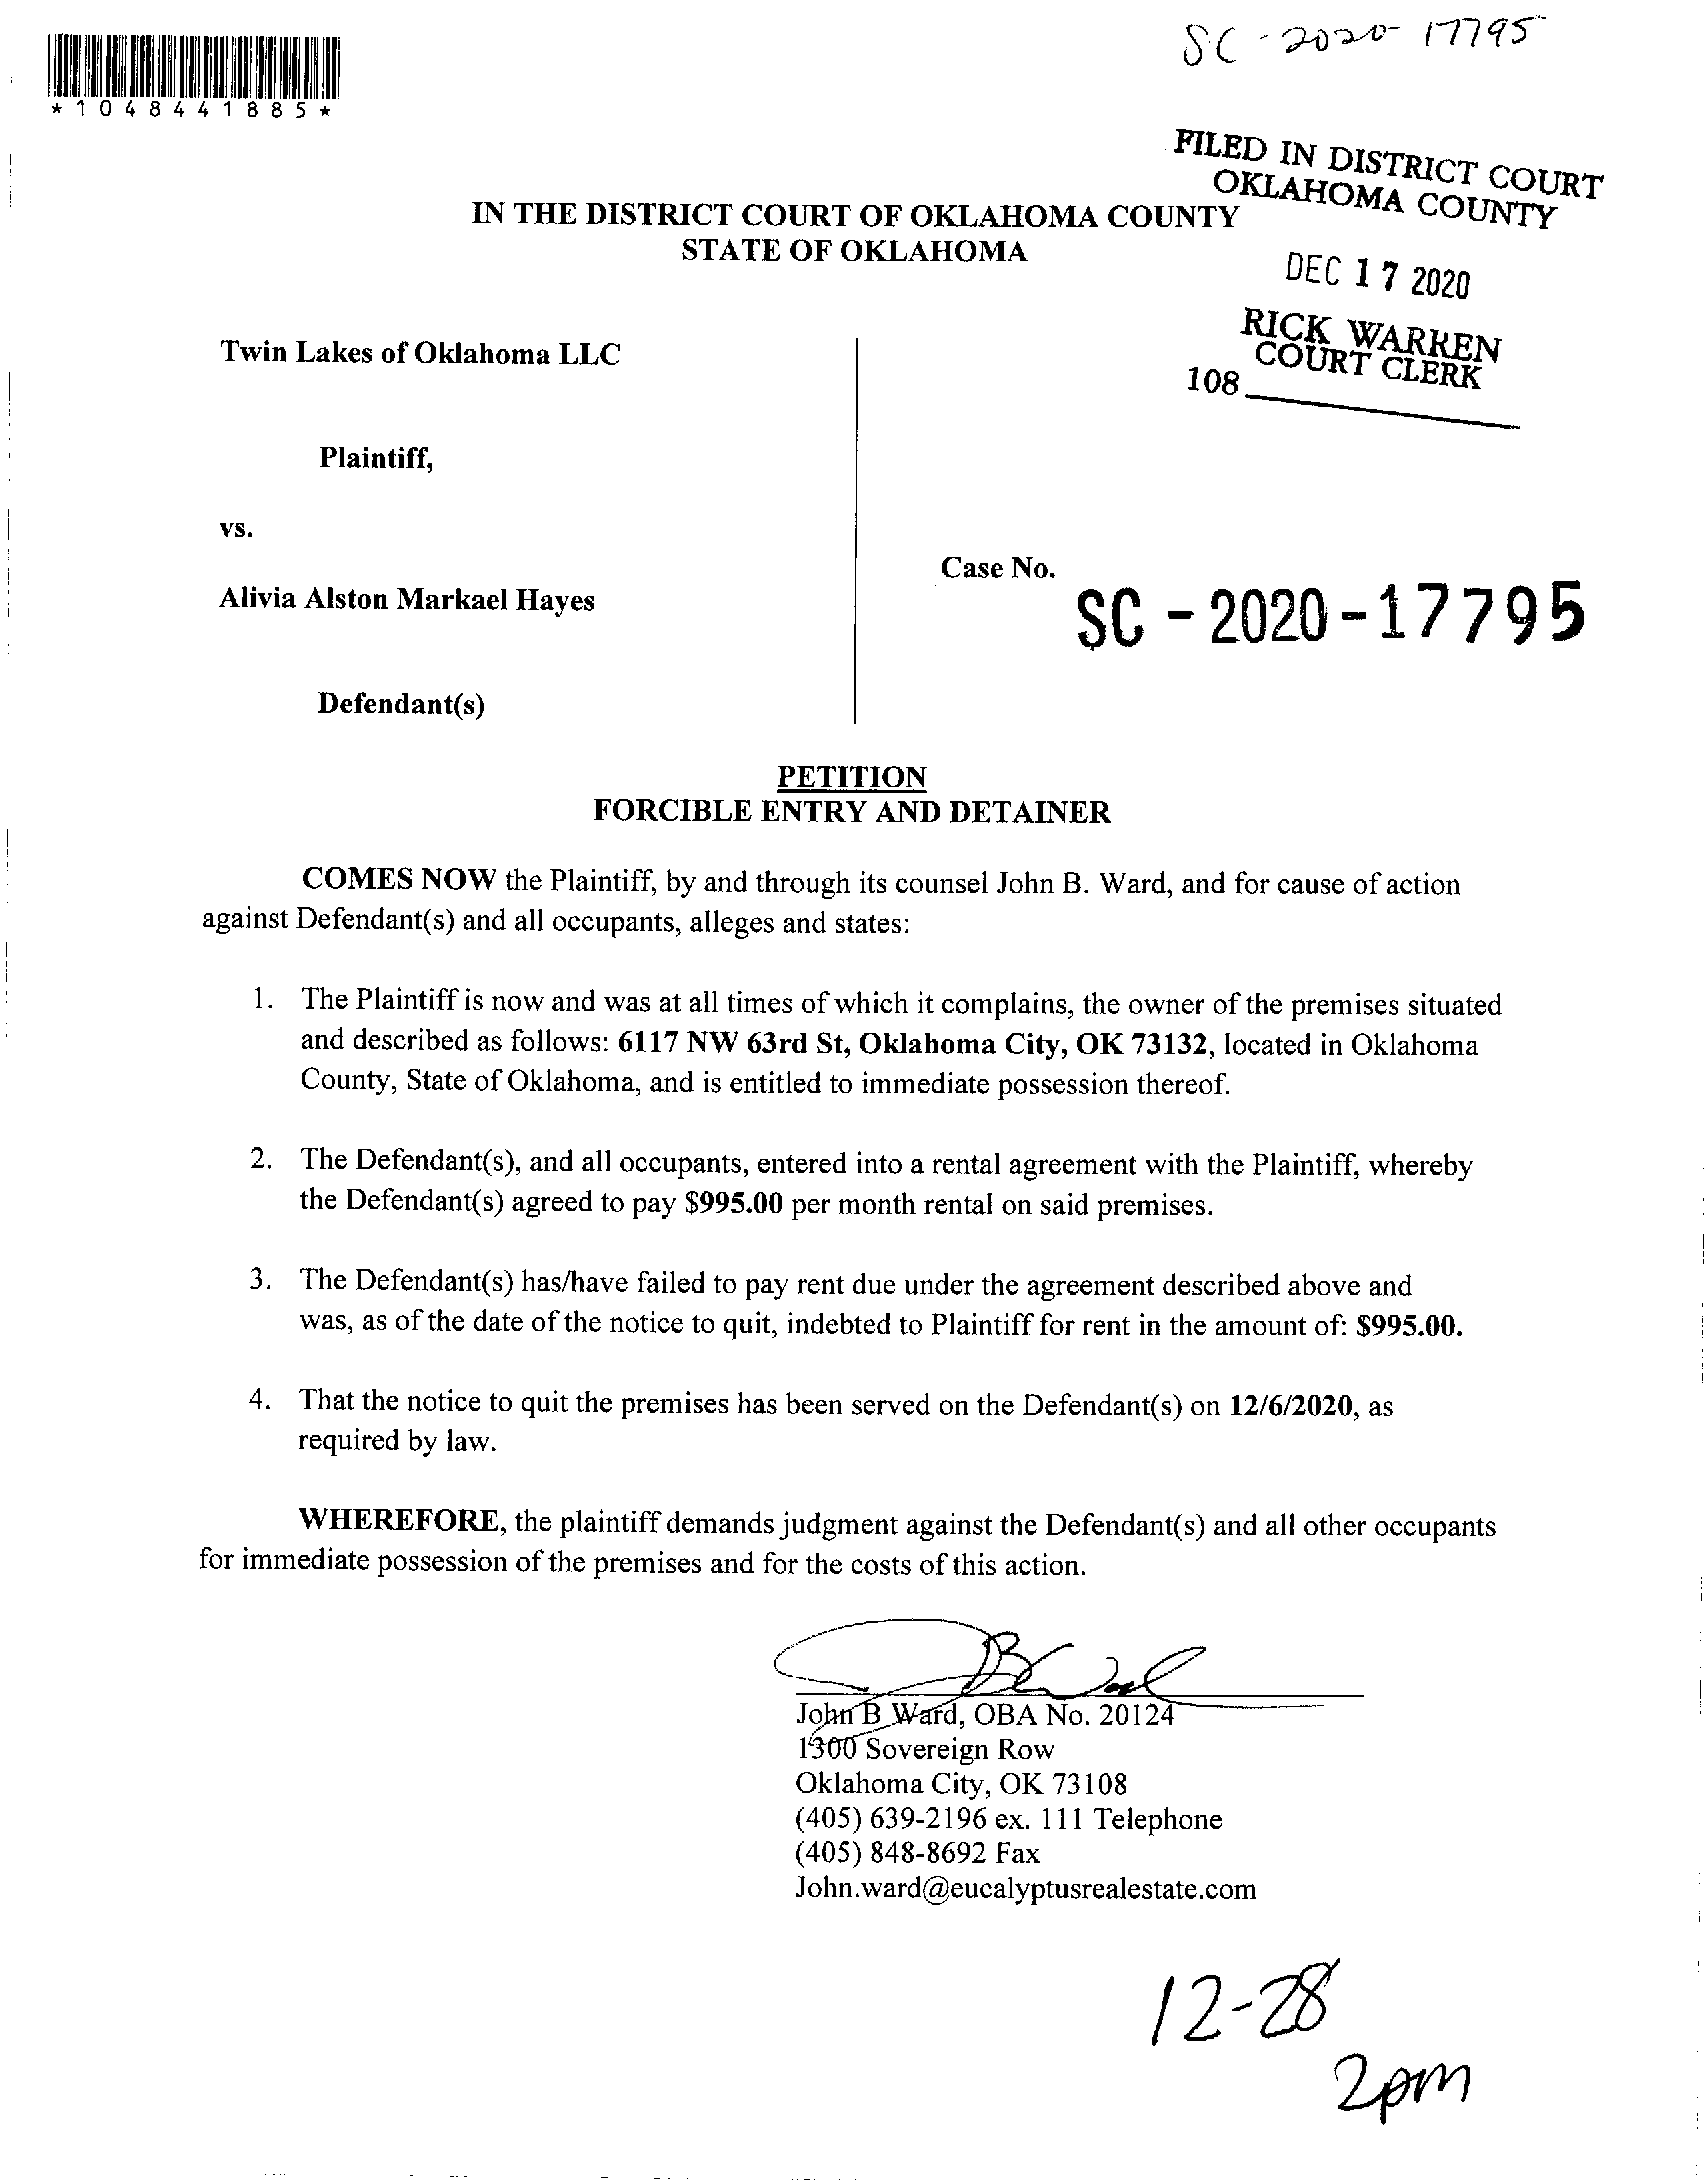 SC-2020-17795
*1048441885*
FILED IN DISTRICT COURT
OKLAHOMA COUNTY
IN THE DISTRICT COURT OF OKLAHOMA COUNTY
STATE OF OKLAHOMA
DEC 17 2020
RICK WARREN
COURT CLERK
108
Twin Lakes of Oklahoma LLC
Plaintiff,
vs.
Case No.
SC-2020-17795
Alivia Alston Markael Hayes
Defendant(s)
PETITION
FORCIBLE ENTRY AND DETAINER
COMES NOW the Plaintiff, by and through its counsel John B. Ward, and for cause of action
against Defendant(s) and all occupants, alleges and states:
1. The Plaintiff is now and was at all times of which it complains, the owner of the premises situated
and described as follows: 6117 NW 63rd St, Oklahoma City, OK 73132, located in Oklahoma
County, State of Oklahoma, and is entitled to immediate possession thereof.
2. The Defendant(s), and all occupants, entered into a rental agreement with the Plaintiff, whereby
the Defendant(s) agreed to pay $995.00 per month rental on said premises.
3. The Defendant(s) has/have failed to pay rent due under the agreement described above and
was, as of the date of the notice to quit, indebted to Plaintiff for rent in the amount of: $995.00.
4. That the notice to quit the premises has been served on the Defendant(s) on 12/6/2020, as
required by law.
WHEREFORE, the plaintiff demands judgment against the Defendant(s) and all other occupants
for immediate possession of the premises and for the costs of this action.
John B Ward, OBA No. 20124
1300 Sovereign Row
Oklahoma City, OK 73108
(405) 639-2196 ex. 111 Telephone
(405) 848-8692 Fax
John.ward@eucalyptusrealestate.com
12-28
2pm